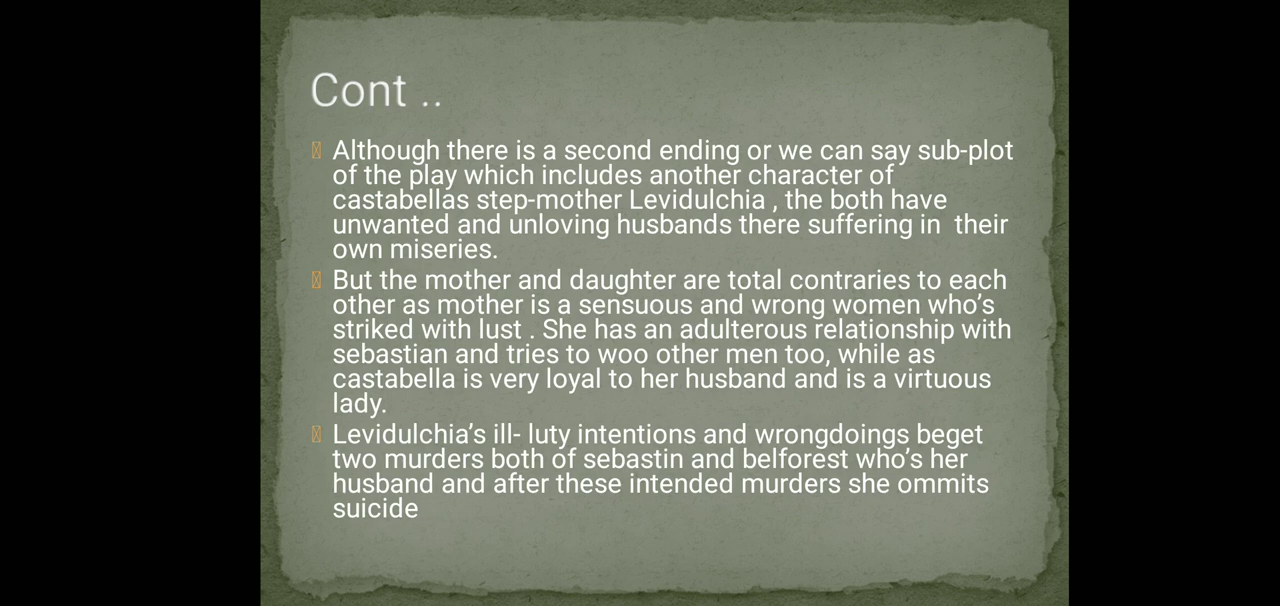 Cont ..
Although there is a second ending or we can say sub-plot
of the play which includes another character of
castabellas step-mother Levidulchia , the both have
unwanted and unloving husbands there suffering in  their
own miseries.
But the mother and daughter are total contraries to each
other as mother is a sensuous and wrong women who’s
striked with lust . She has an adulterous relationship with
sebastian and tries to woo other men too, while as
castabella is very loyal to her husband and is a virtuous
lady.
Levidulchia’s ill- luty intentions and wrongdoings beget
two murders both of sebastin and belforest who’s her
husband and after these intended murders she ommits
suicide